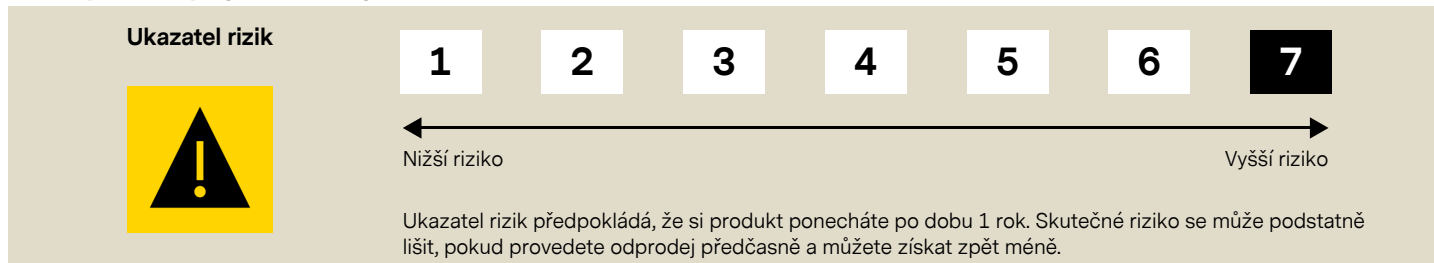 Ukazatel rizik
1 2 3 4 5 6 7
Nižší riziko Vyšší riziko
Ukazatel rizik předpokládá, že si produkt ponecháte po dobu 1 rok. Skutečné riziko se může podstatně
lišit, pokud provedete odprodej předčasně a můžete získat zpět méně.